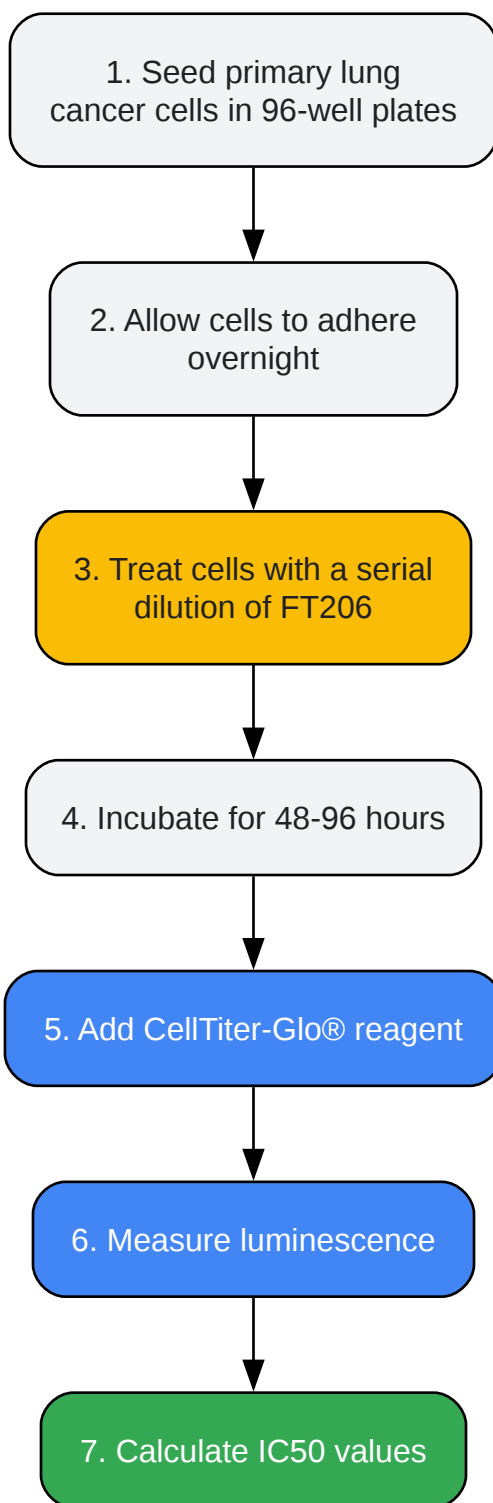 1. Seed primary lung
cancer cells in 96-well plates
2. Allow cells to adhere
overnight
3. Treat cells with a serial
dilution of FT206
4. Incubate for 48-96 hours
5. Add CellTiter-Glo® reagent
6. Measure luminescence
7. Calculate IC50 values